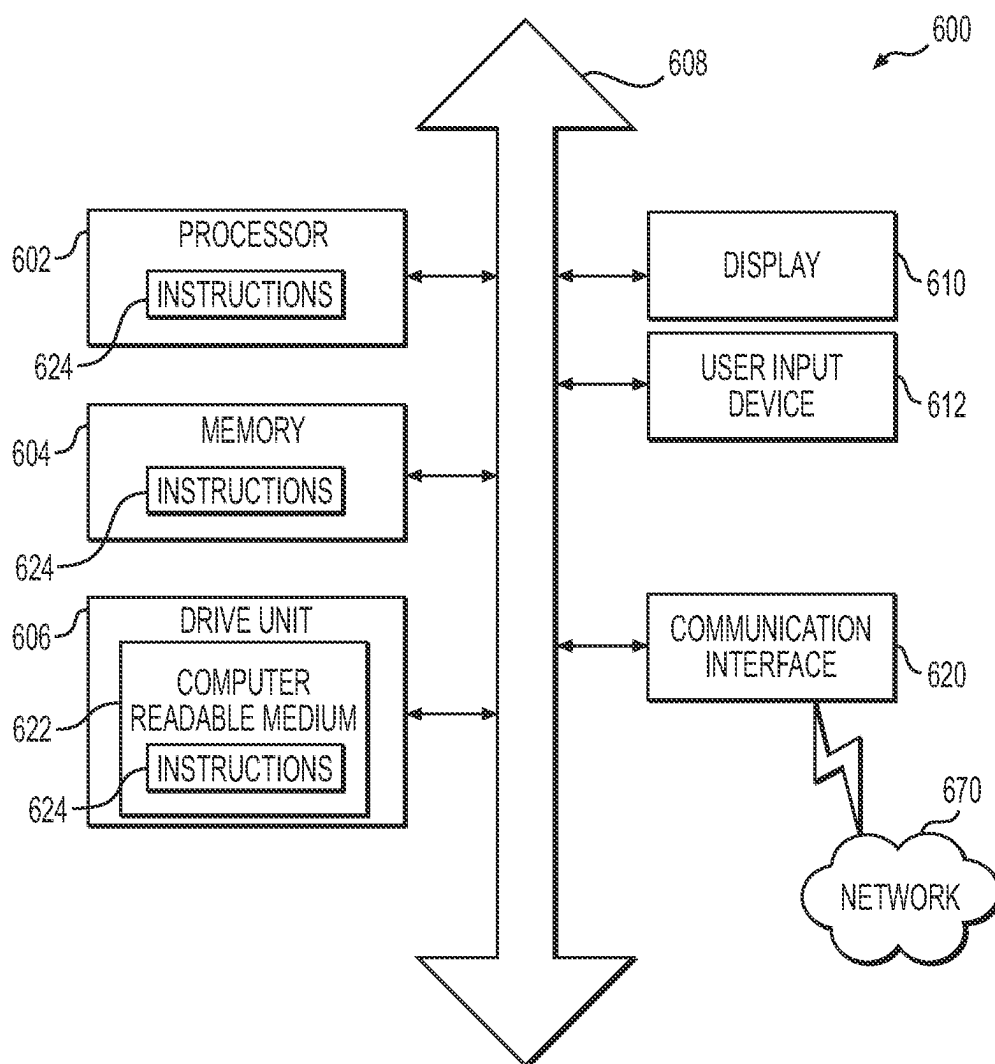 600
608
PROCESSOR
602
INSTRUCTIONS
624
DISPLAY
610
USER INPUT
DEVICE
612
MEMORY
604
INSTRUCTIONS
624
DRIVE UNIT
606
COMPUTER
READABLE MEDIUM
622
INSTRUCTIONS
624
COMMUNICATION
INTERFACE
620
670
NETWORK